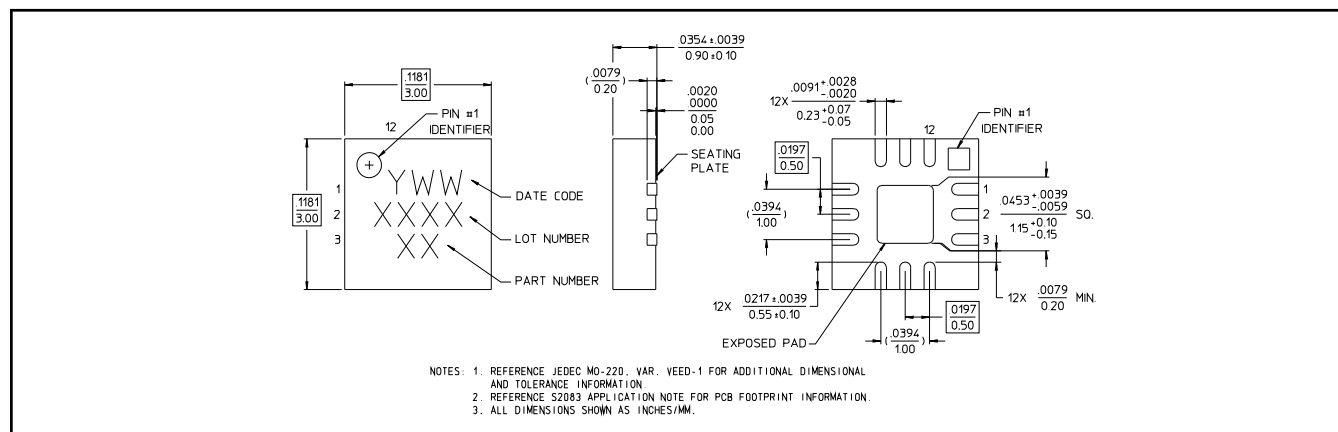 .1181
3.00
PIN #1
IDENTIFIER
12
.1181
3.00
1
2
3
YWW
XXXX
XX
DATE CODE
LOT NUMBER
PART NUMBER
.0354±.0039
0.90±0.10
(.0079
0.20)
.0020
.0000
0.05
0.00
SEATING
PLATE
12X .0091 +.0028
-.0020
0.23 +0.07
-0.05
12
PIN #1
IDENTIFIER
.0197
0.50
(.0394
1.00)
1
2
3
.0453 +.0039
-.0059 SQ.
1.15 +0.10
-0.15
12X .0217±.0039
0.55±0.10
EXPOSED PAD
(.0394
1.00)
.0197
0.50
12X .0079
0.20 MIN.
NOTES: 1. REFERENCE JEDEC MO-220, VAR. VEED-1 FOR ADDITIONAL DIMENSIONAL
AND TOLERANCE INFORMATION.
2. REFERENCE S2083 APPLICATION NOTE FOR PCB FOOTPRINT INFORMATION.
3. ALL DIMENSIONS SHOWN AS INCHES/MM.